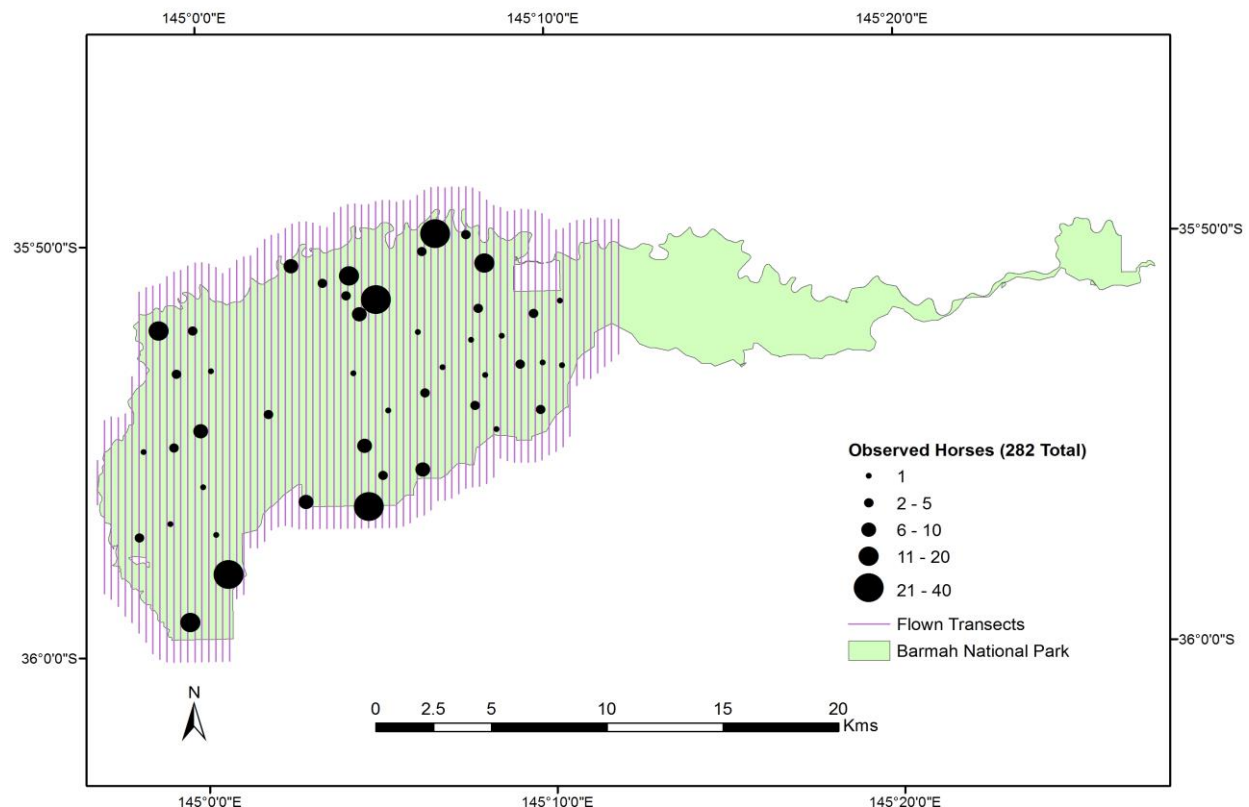 145°0'0"E 145°10'0"E 145°20'0"E
35°50'0"S
35°50'0"S
Observed Horses (282 Total)
1
2 - 5
6 - 10
11 - 20
21 - 40
Flown Transects
Barmah National Park
36°0'0"S
36°0'0"S
N
0 2.5 5 10 15 20
Kms
145°0'0"E 145°10'0"E 145°20'0"E